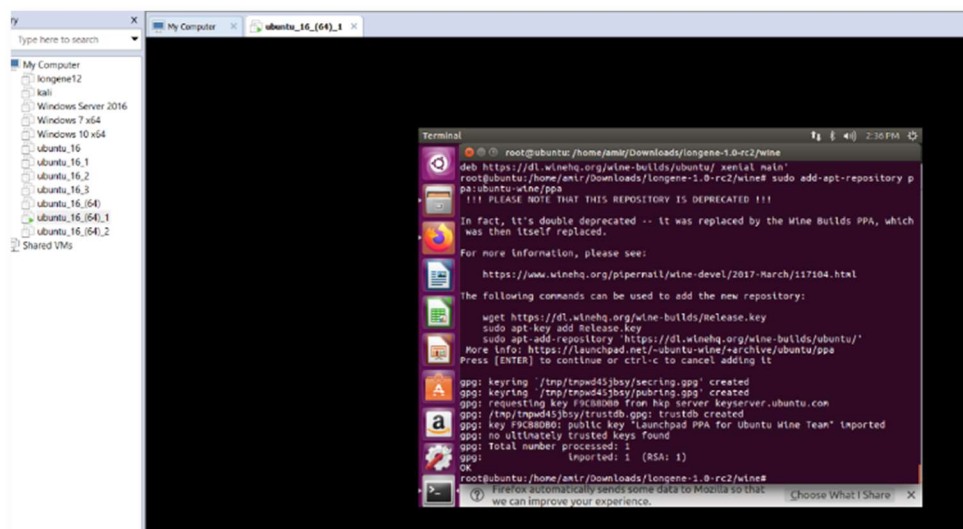 ry
X
Type here to search
My Computer
longene12
kali
Windows Server 2016
Windows 7 x64
Windows 10 x64
ubuntu_16
ubuntu_16_1
ubuntu_16_2
ubuntu_16_3
ubuntu_16_(64)
ubuntu_16_(64)_1
ubuntu_16_(64)_2
Shared VMs
My Computer
ubuntu_16_(64)_1
Terminal
2:36 PM
root@ubuntu: /home/amir/Downloads/longene-1.0-rc2/wine
deb https://dl.winehq.org/wine-builds/ubuntu/ xenial main'
root@ubuntu:/home/amir/Downloads/longene-1.0-rc2/wine# sudo add-apt-repository p
pa:ubuntu-wine/ppa
!!! PLEASE NOTE THAT THIS REPOSITORY IS DEPRECATED !!!
In fact, it's double deprecated -- it was replaced by the Wine Builds PPA, which
was then itself replaced.
For more information, please see:
https://www.winehq.org/pipermail/wine-devel/2017-March/117104.html
The following commands can be used to add the new repository:
wget https://dl.winehq.org/wine-builds/Release.key
sudo apt-key add Release.key
sudo apt-add-repository 'https://dl.winehq.org/wine-builds/ubuntu/'
More info: https://launchpad.net/~ubuntu-wine/+archive/ubuntu/ppa
Press [ENTER] to continue or ctrl-c to cancel adding it
gpg: keyring `/tmp/tmpwd45jbsy/secring.gpg' created
gpg: keyring `/tmp/tmpwd45jbsy/pubring.gpg' created
gpg: requesting key F9CB8DB0 from hkp server keyserver.ubuntu.com
gpg: /tmp/tmpwd45jbsy/trustdb.gpg: trustdb created
gpg: key F9CB8DB0: public key "Launchpad PPA for Ubuntu Wine Team" imported
gpg: no ultimately trusted keys found
gpg: Total number processed: 1
gpg: imported: 1 (RSA: 1)
OK
root@ubuntu:/home/amir/Downloads/longene-1.0-rc2/wine#
Firefox automatically sends some data to Mozilla so that
we can improve your experience.
Choose What I Share